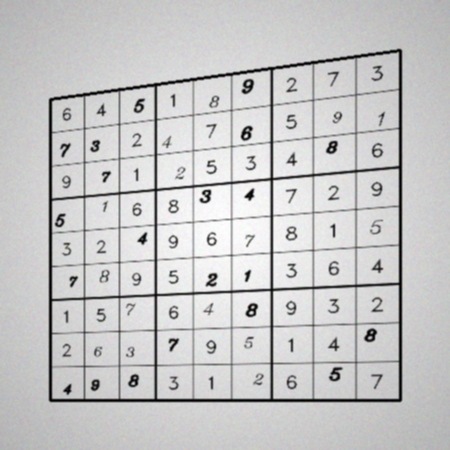 6 4 5 1 8 9 2 7 3
7 3 2 4 7 6 5 9 1
9 7 1 2 5 3 4 8 6
5 1 6 8 3 4 7 2 9
3 2 4 9 6 7 8 1 5
7 8 9 5 2 1 3 6 4
1 5 7 6 4 8 9 3 2
2 6 3 7 9 5 1 4 8
4 9 8 3 1 2 6 5 7